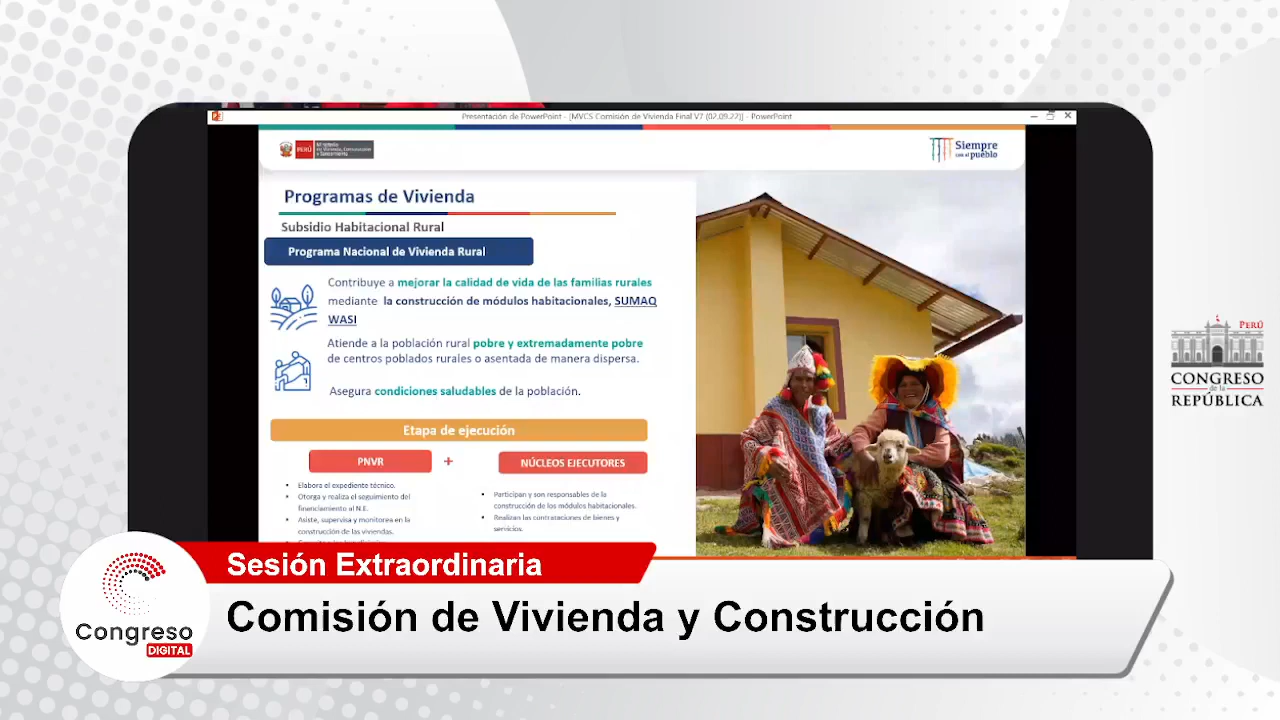 Presentación de PowerPoint - [MVCS Comisión de Vivienda Final V7 (02.09.22)] - PowerPoint
PERÚ
Ministerio
de Vivienda, Construcción
y Saneamiento
Siempre
con el pueblo
Programas de Vivienda
Subsidio Habitacional Rural
Programa Nacional de Vivienda Rural
Contribuye a mejorar la calidad de vida de las familias rurales
mediante la construcción de módulos habitacionales, SUMAQ
WASI
Atiende a la población rural pobre y extremadamente pobre
de centros poblados rurales o asentada de manera dispersa.
Asegura condiciones saludables de la población.
Etapa de ejecución
PNVR
+
NÚCLEOS EJECUTORES
• Elabora el expediente técnico.
• Otorga y realiza el seguimiento del
financiamiento al N.E.
• Asiste, supervisa y monitorea en la
construcción de las viviendas.
• Participan y son responsables de la
construcción de los módulos habitacionales.
• Realizan las contrataciones de bienes y
servicios.
PERÚ
CONGRESO
de la
REPÚBLICA
Sesión Extraordinaria
Comisión de Vivienda y Construcción
Congreso
DIGITAL